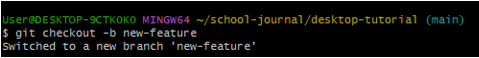 User@DESKTOP-9CTKOKO MINGW64 ~/school-journal/desktop-tutorial (main)
$ git checkout -b new-feature
Switched to a new branch 'new-feature'